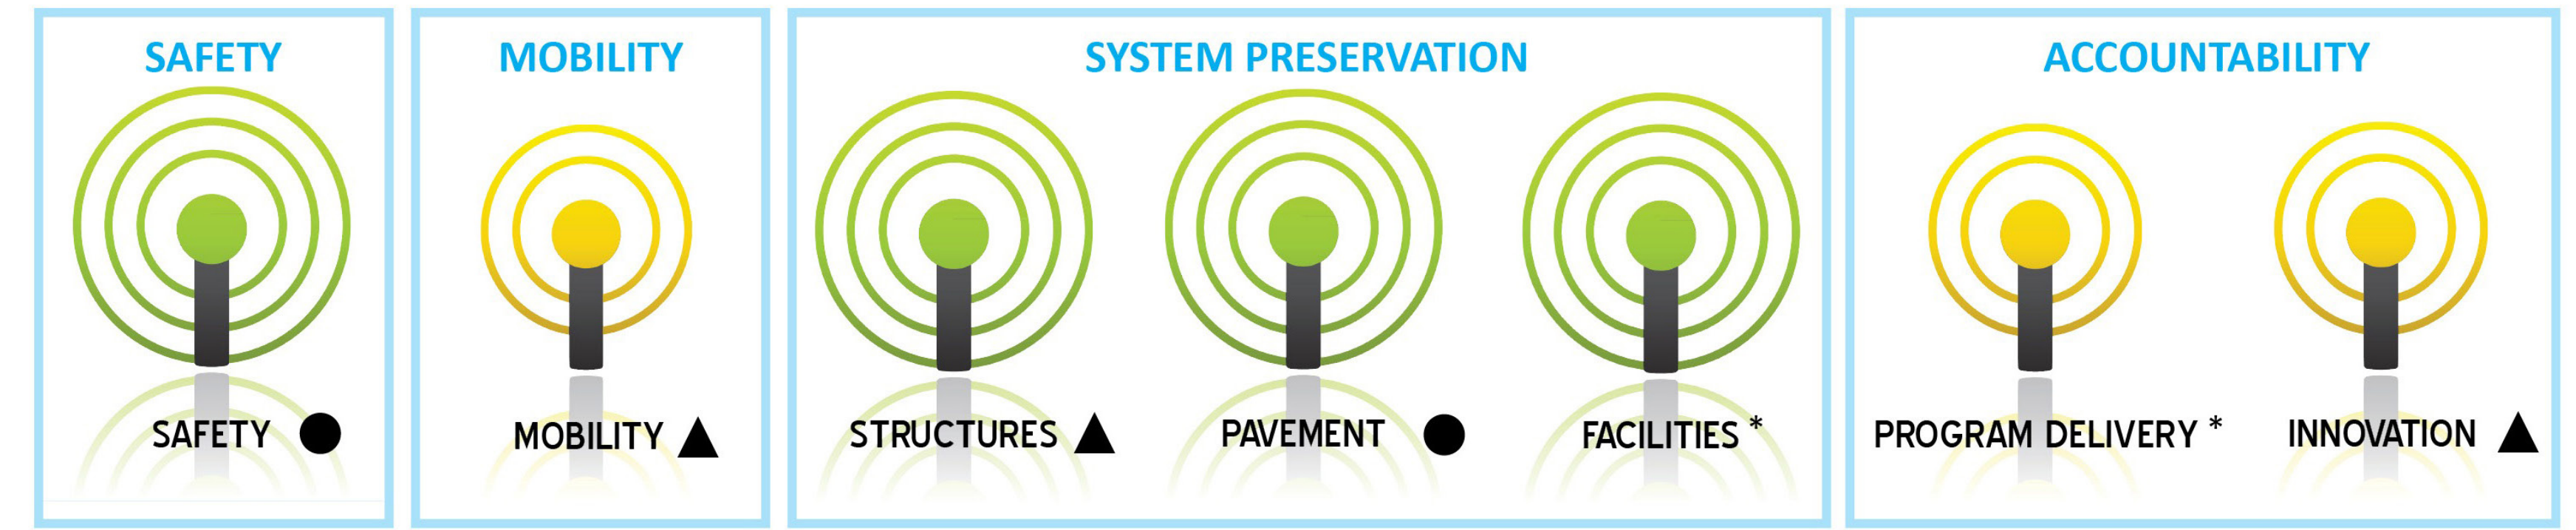 SAFETY
SAFETY
MOBILITY
MOBILITY
SYSTEM PRESERVATION
STRUCTURES
PAVEMENT
FACILITIES *
ACCOUNTABILITY
PROGRAM DELIVERY *
INNOVATION